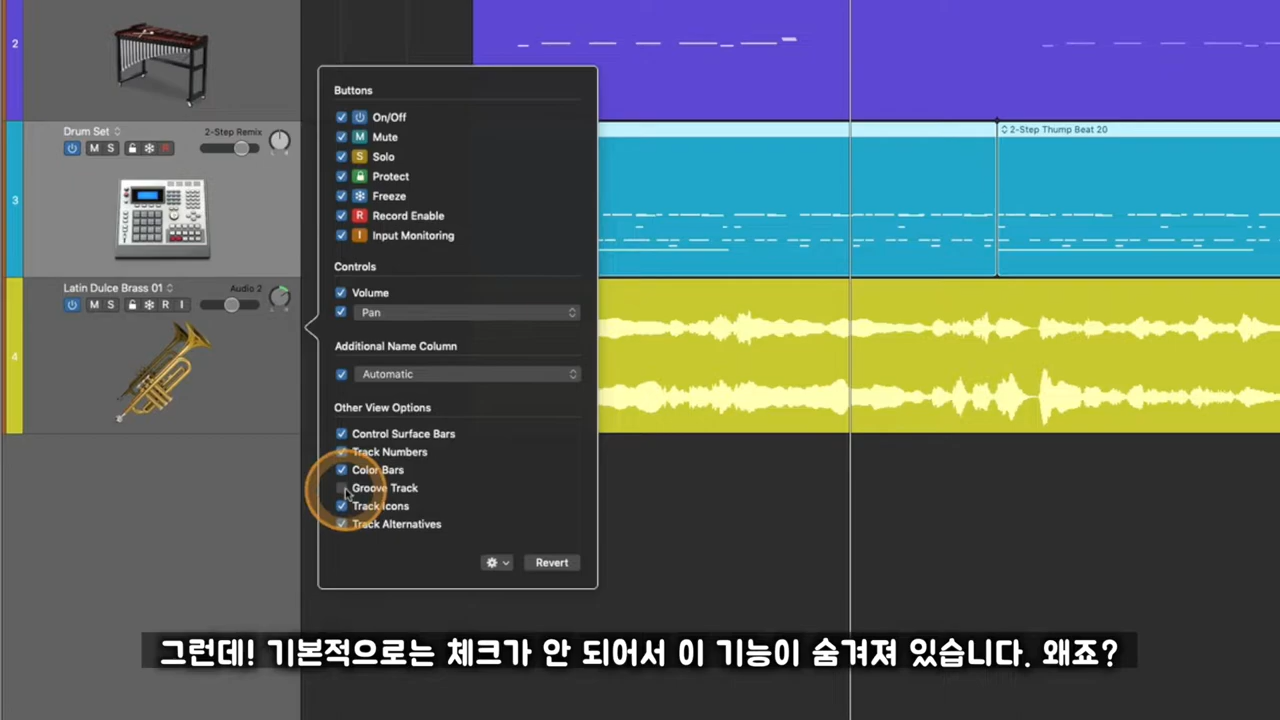 2
Buttons
On/Off
M Mute
S Solo
Protect
Freeze
R Record Enable
I Input Monitoring
Controls
Volume
Pan
Additional Name Column
Automatic
Other View Options
Control Surface Bars
Track Numbers
Color Bars
Groove Track
Track Icons
Track Alternatives
Revert
3
Drum Set
2-Step Remix
M S R
2-Step Thump Beat 20
4
Latin Dulce Brass 01
Audio 2
M S R I
그런데! 기본적으로는 체크가 안 되어서 이 기능이 숨겨져 있습니다. 왜죠?